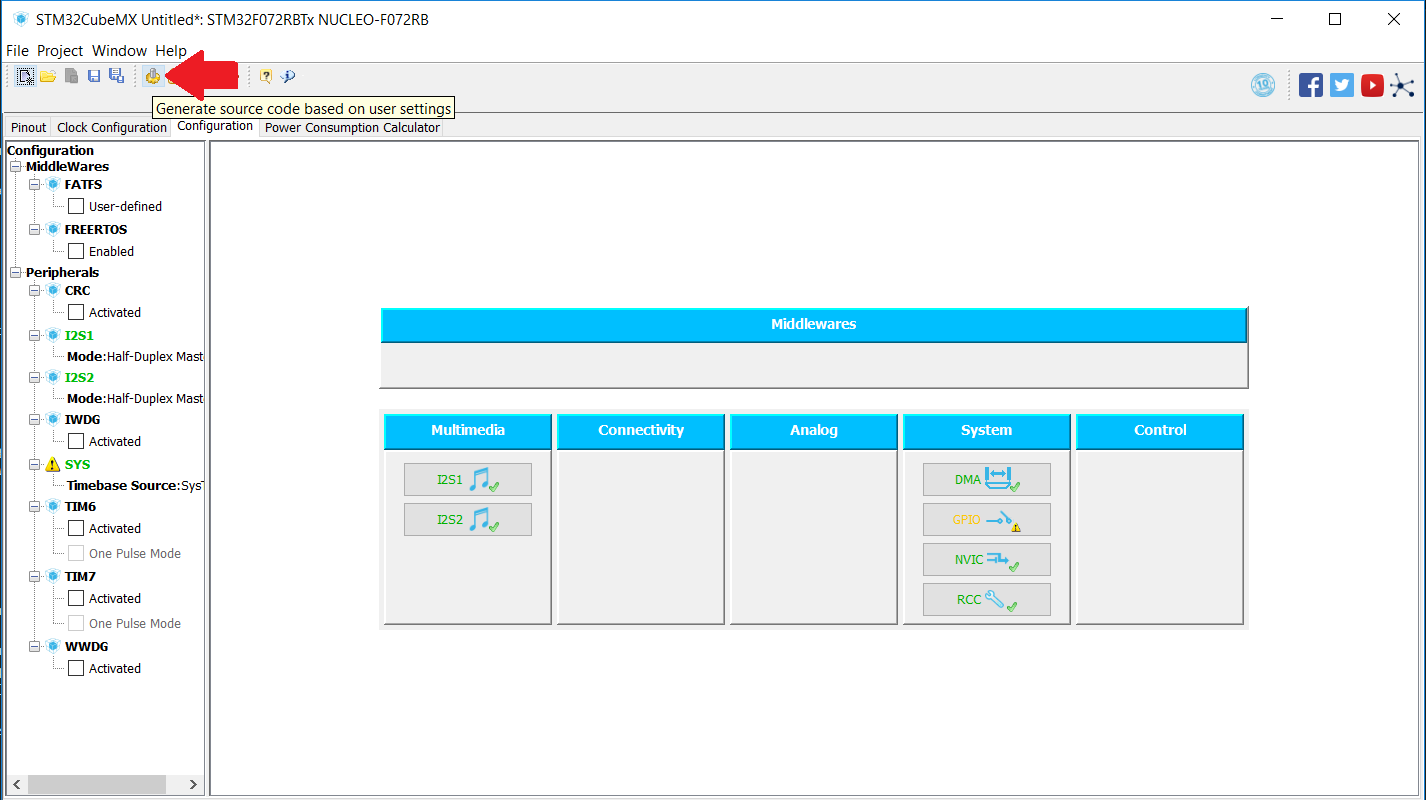 STM32CubeMX Untitled*: STM32F072RBTx NUCLEO-F072RB
File Project Window Help
10
Generate source code based on user settings
Pinout Clock Configuration Configuration Power Consumption Calculator
Configuration
MiddleWares
FATFS
User-defined
FREERTOS
Enabled
Peripherals
CRC
Activated
I2S1
Mode:Half-Duplex Mast
I2S2
Mode:Half-Duplex Mast
IWDG
Activated
SYS
Timebase Source:SysT
TIM6
Activated
One Pulse Mode
TIM7
Activated
One Pulse Mode
WWDG
Activated
Middlewares
Multimedia Connectivity Analog System Control
I2S1 DMA
I2S2 GPIO
NVIC
RCC